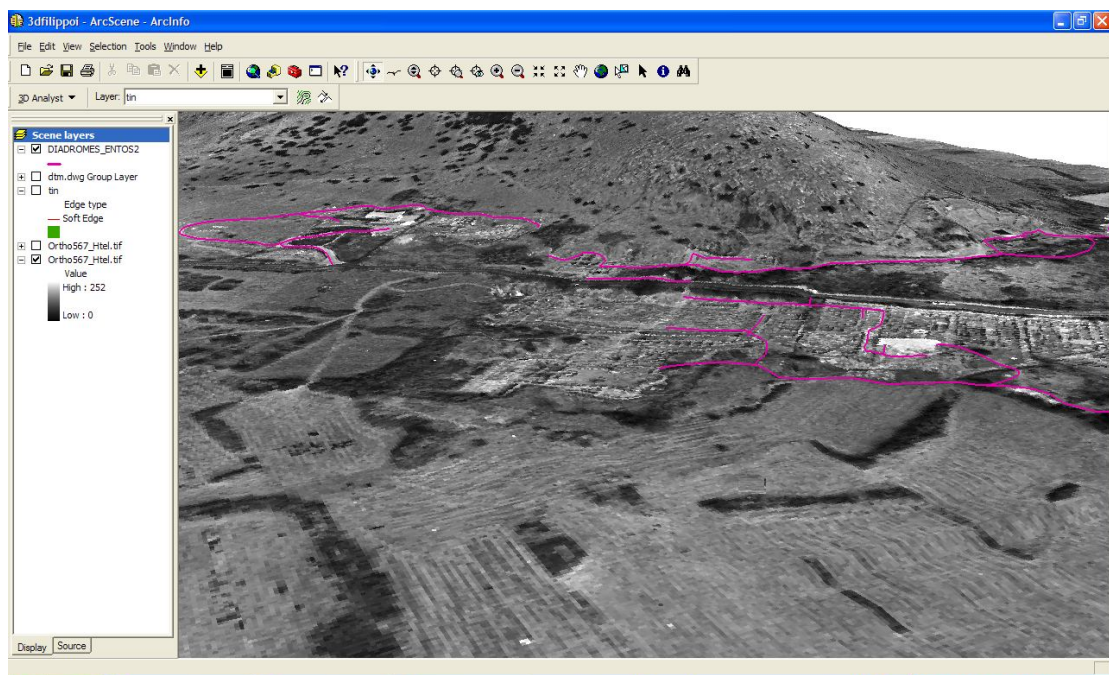 3dfilippoi - ArcScene - ArcInfo
File Edit View Selection Tools Window Help
3D Analyst Layer: tin
Scene layers
DIADROMES_ENTOS2
dtm.dwg Group Layer
tin
Edge type
Soft Edge
Ortho567_Htel.tif
Ortho567_Htel.tif
Value
High : 252
Low : 0
Display Source